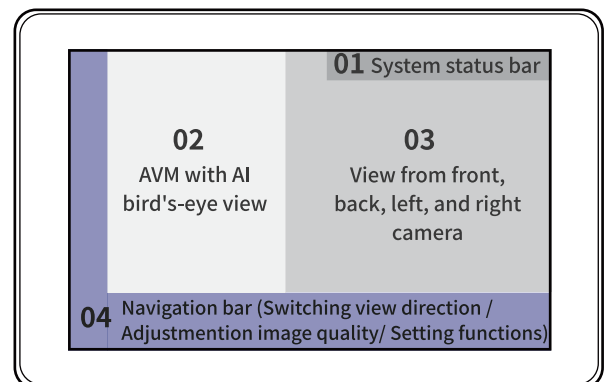 01 System status bar
02
AVM with AI
bird's-eye view
03
View from front,
back, left, and right
camera
04 Navigation bar (Switching view direction /
Adjustmention image quality/ Setting functions)